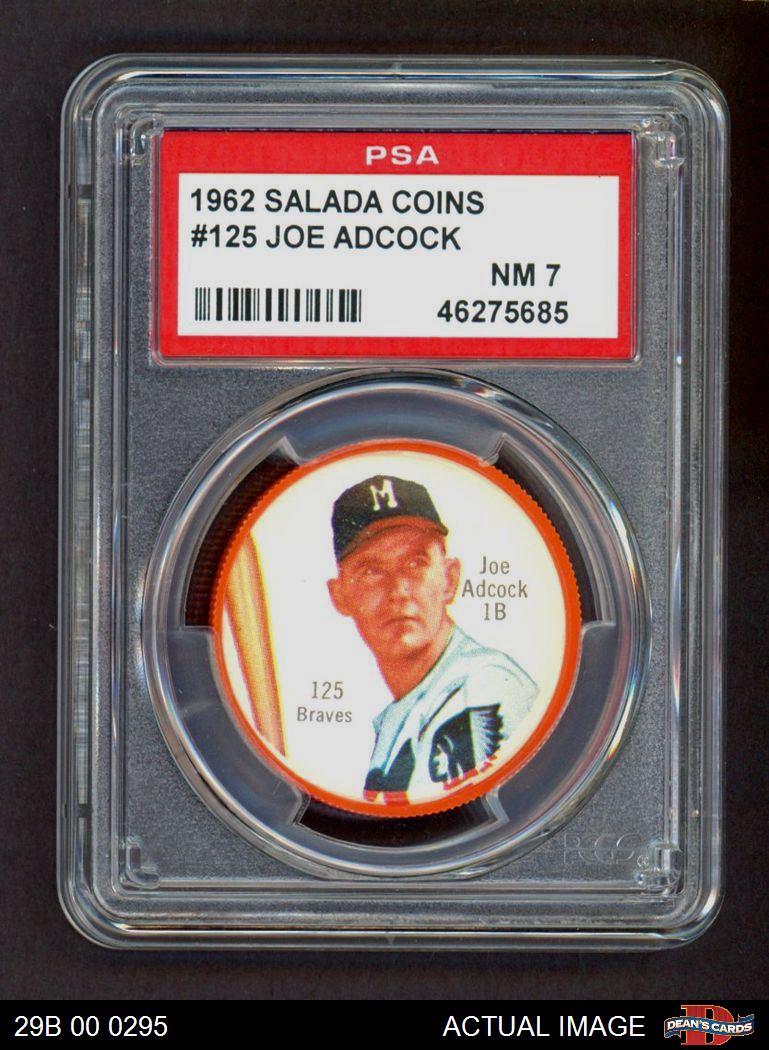 PSA
1962 SALADA COINS
#125 JOE ADCOCK
NM 7
46275685
M
Joe
Adcock
1B
125
Braves
PCGS
29B 00 0295
ACTUAL IMAGE
DEAN'S CARDS